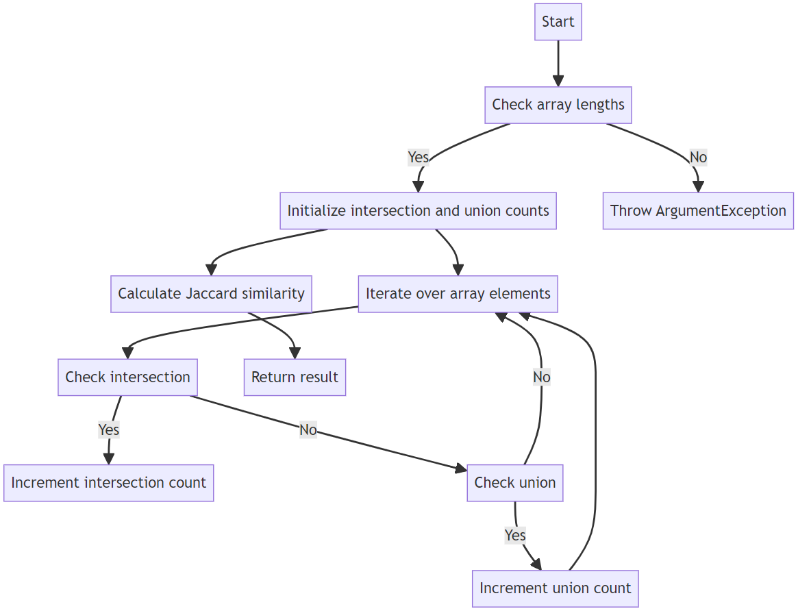 Start
Check array lengths
Yes
No
Initialize intersection and union counts
Throw ArgumentException
Calculate Jaccard similarity
Iterate over array elements
Check intersection
Return result
No
Yes
No
Increment intersection count
Check union
Yes
Increment union count